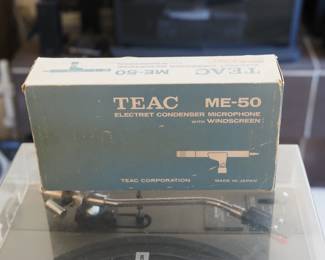 TEAC ME-50
TEAC ME-50
ELECTRET CONDENSER MICROPHONE
WITH WINDSCREEN
TEAC CORPORATION
MADE IN JAPAN